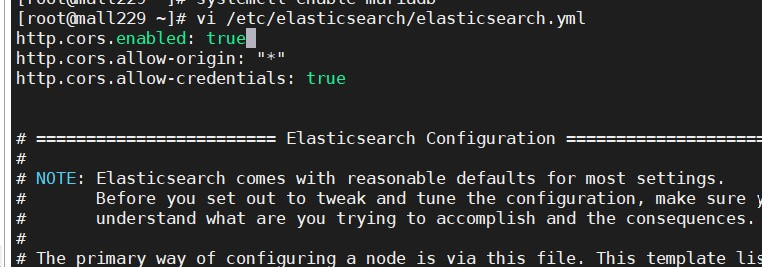 [root@mall229 ~]# systemctl enable mariadb
[root@mall229 ~]# vi /etc/elasticsearch/elasticsearch.yml
http.cors.enabled: true
http.cors.allow-origin: "*"
http.cors.allow-credentials: true
# ======================== Elasticsearch Configuration ====================
#
# NOTE: Elasticsearch comes with reasonable defaults for most settings.
#       Before you set out to tweak and tune the configuration, make sure y
#       understand what are you trying to accomplish and the consequences.
#
# The primary way of configuring a node is via this file. This template lis